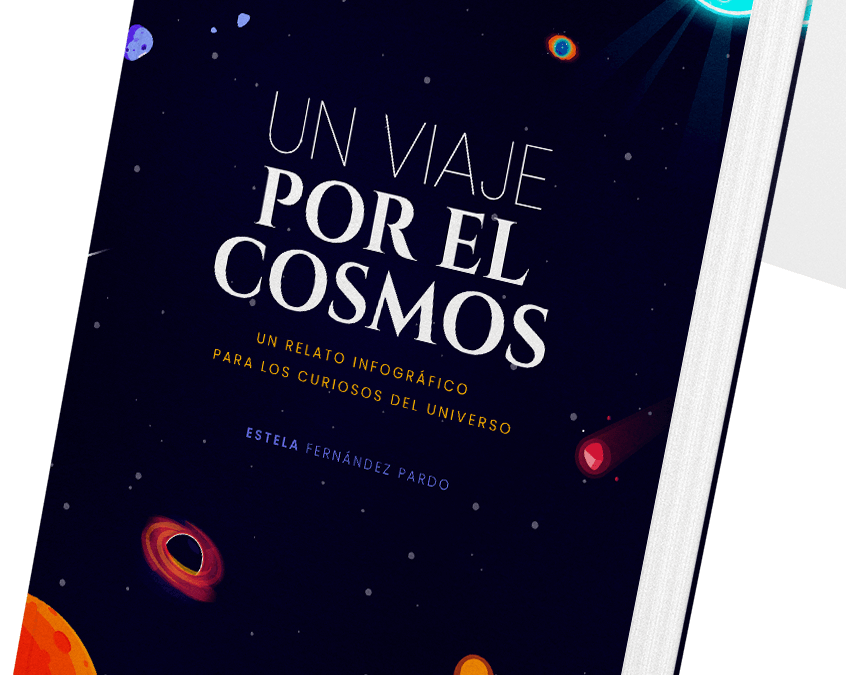 UN VIAJE
POR EL
COSMOS
UN RELATO INFOGRÁFICO
PARA LOS CURIOSOS DEL UNIVERSO
ESTELA FERNÁNDEZ PARDO